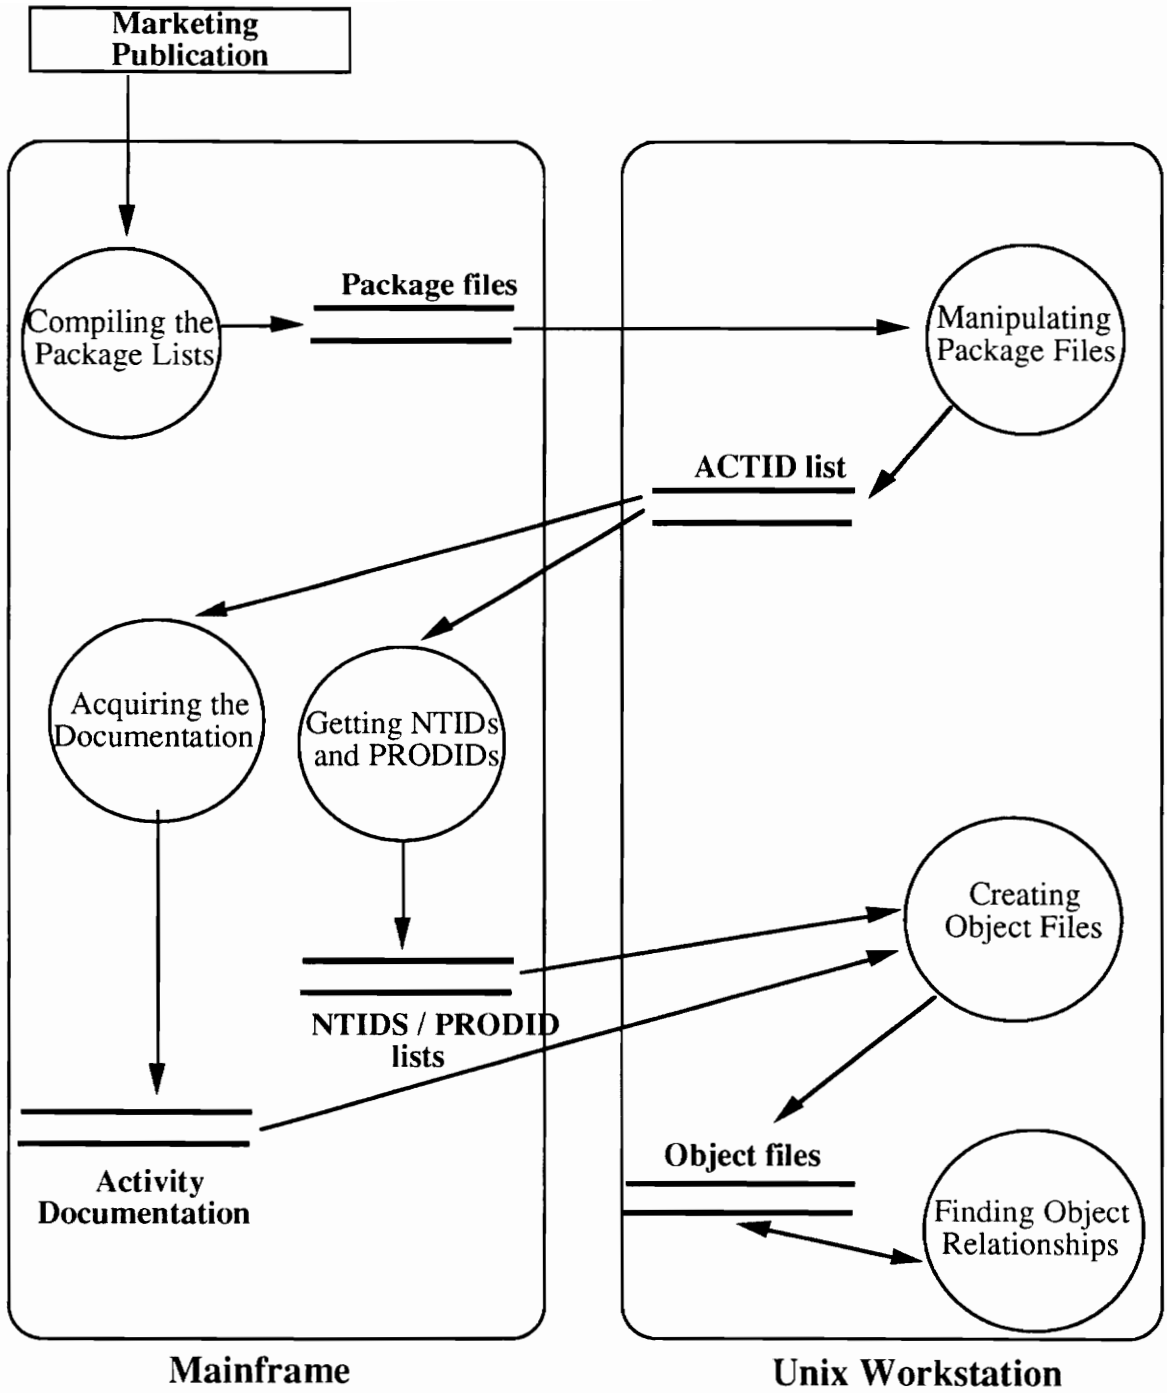 Marketing
Publication
Package files
Compiling the
Package Lists
Manipulating
Package Files
ACTID list
Acquiring the
Documentation
Getting NTIDs
and PRODIDs
Creating
Object Files
NTIDS / PRODID
lists
Object files
Activity
Documentation
Finding Object
Relationships
Mainframe
Unix Workstation